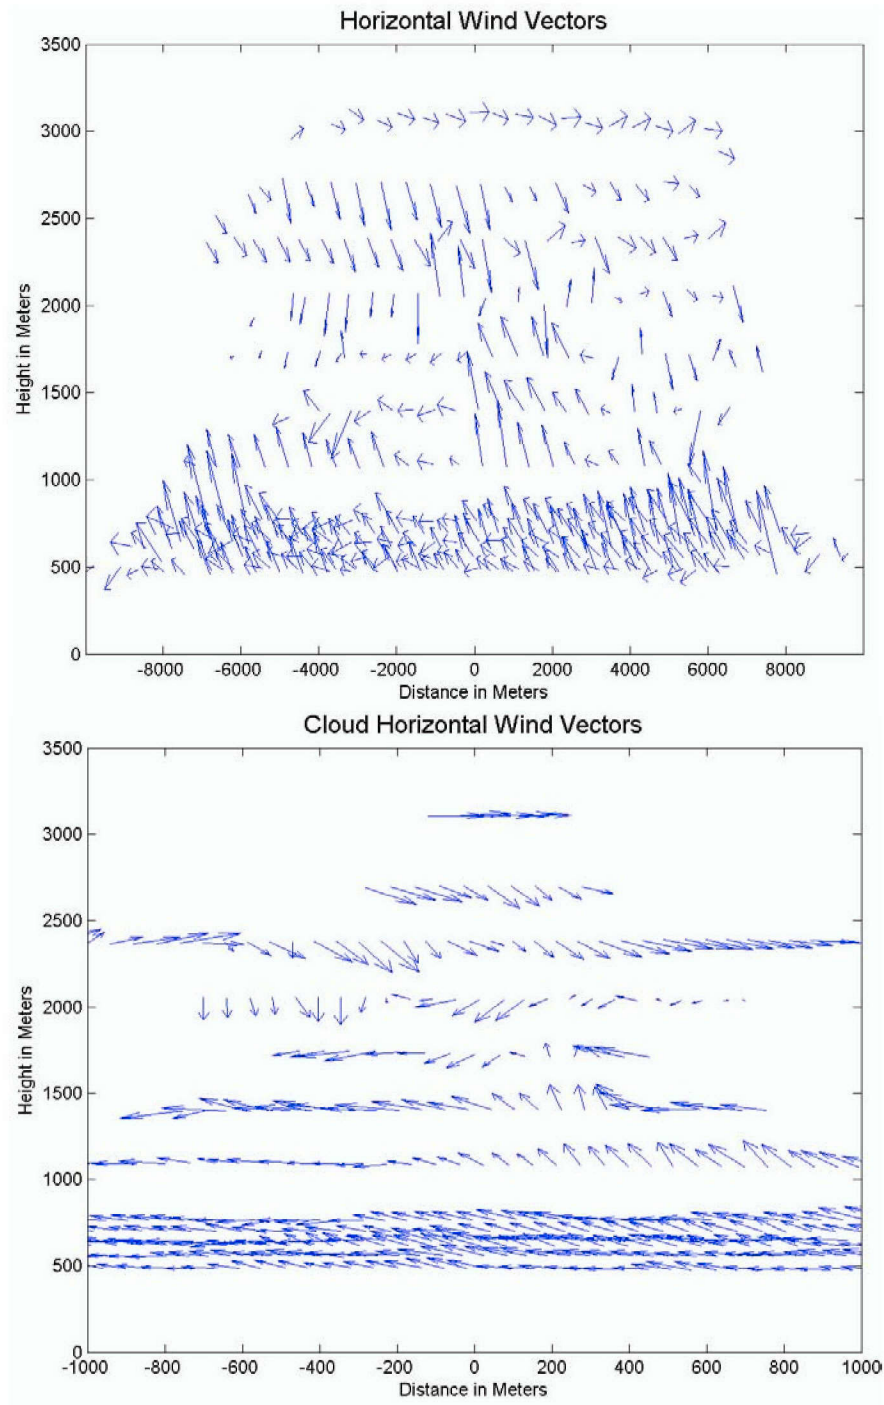 Horizontal Wind Vectors
3500
3000
2500
2000
1500
1000
500
0
Height in Meters
-8000 -6000 -4000 -2000 0 2000 4000 6000 8000
Distance in Meters
Cloud Horizontal Wind Vectors
3500
3000
2500
2000
1500
1000
500
0
Height in Meters
-1000 -800 -600 -400 -200 0 200 400 600 800 1000
Distance in Meters